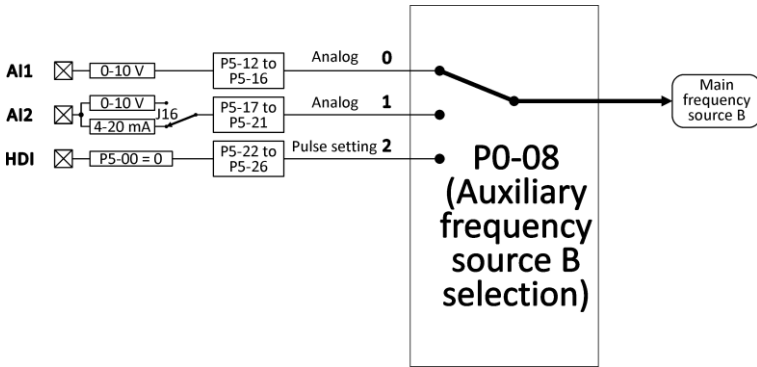 AI1
0-10 V
P5-12 to
P5-16
Analog
0
AI2
0-10 V
4-20 mA
J16
P5-17 to
P5-21
Analog
1
HDI
P5-00 = 0
P5-22 to
P5-26
Pulse setting
2
P0-08
(Auxiliary
frequency
source B
selection)
Main
frequency
source B